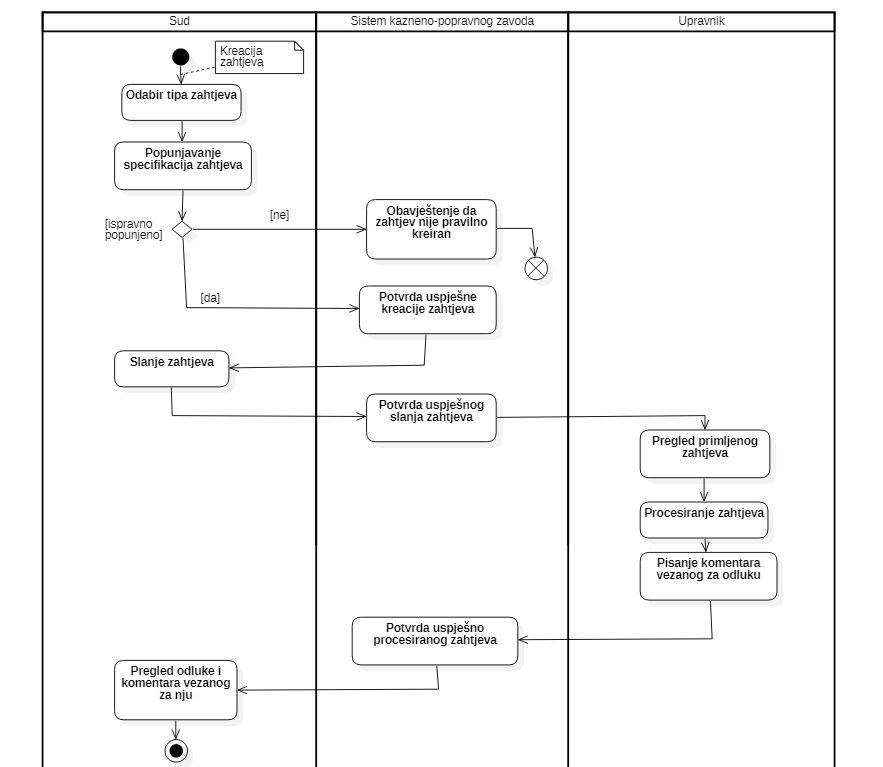 Sud
Sistem kazneno-popravnog zavoda
Upravnik
Kreacija
zahtjeva
Odabir tipa zahtjeva
Popunjavanje
specifikacija zahtjeva
[ispravno
popunjeno]
[ne]
Obavještenje da
zahtjev nije pravilno
kreiran
[da]
Potvrda uspješne
kreacije zahtjeva
Slanje zahtjeva
Potvrda uspješnog
slanja zahtjeva
Pregled primljenog
zahtjeva
Procesiranje zahtjeva
Pisanje komentara
vezanog za odluku
Potvrda uspješno
procesiranog zahtjeva
Pregled odluke i
komentara vezanog
za nju